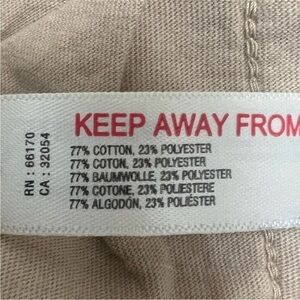 KEEP AWAY FROM
77% COTTON, 23% POLYESTER
77% COTON, 23% POLYESTER
77% BAUMWOLLE, 23% POLYESTER
77% COTONE, 23% POLIESTERE
77% ALGODÓN, 23% POLIÉSTER
RN : 66170
CA : 32054